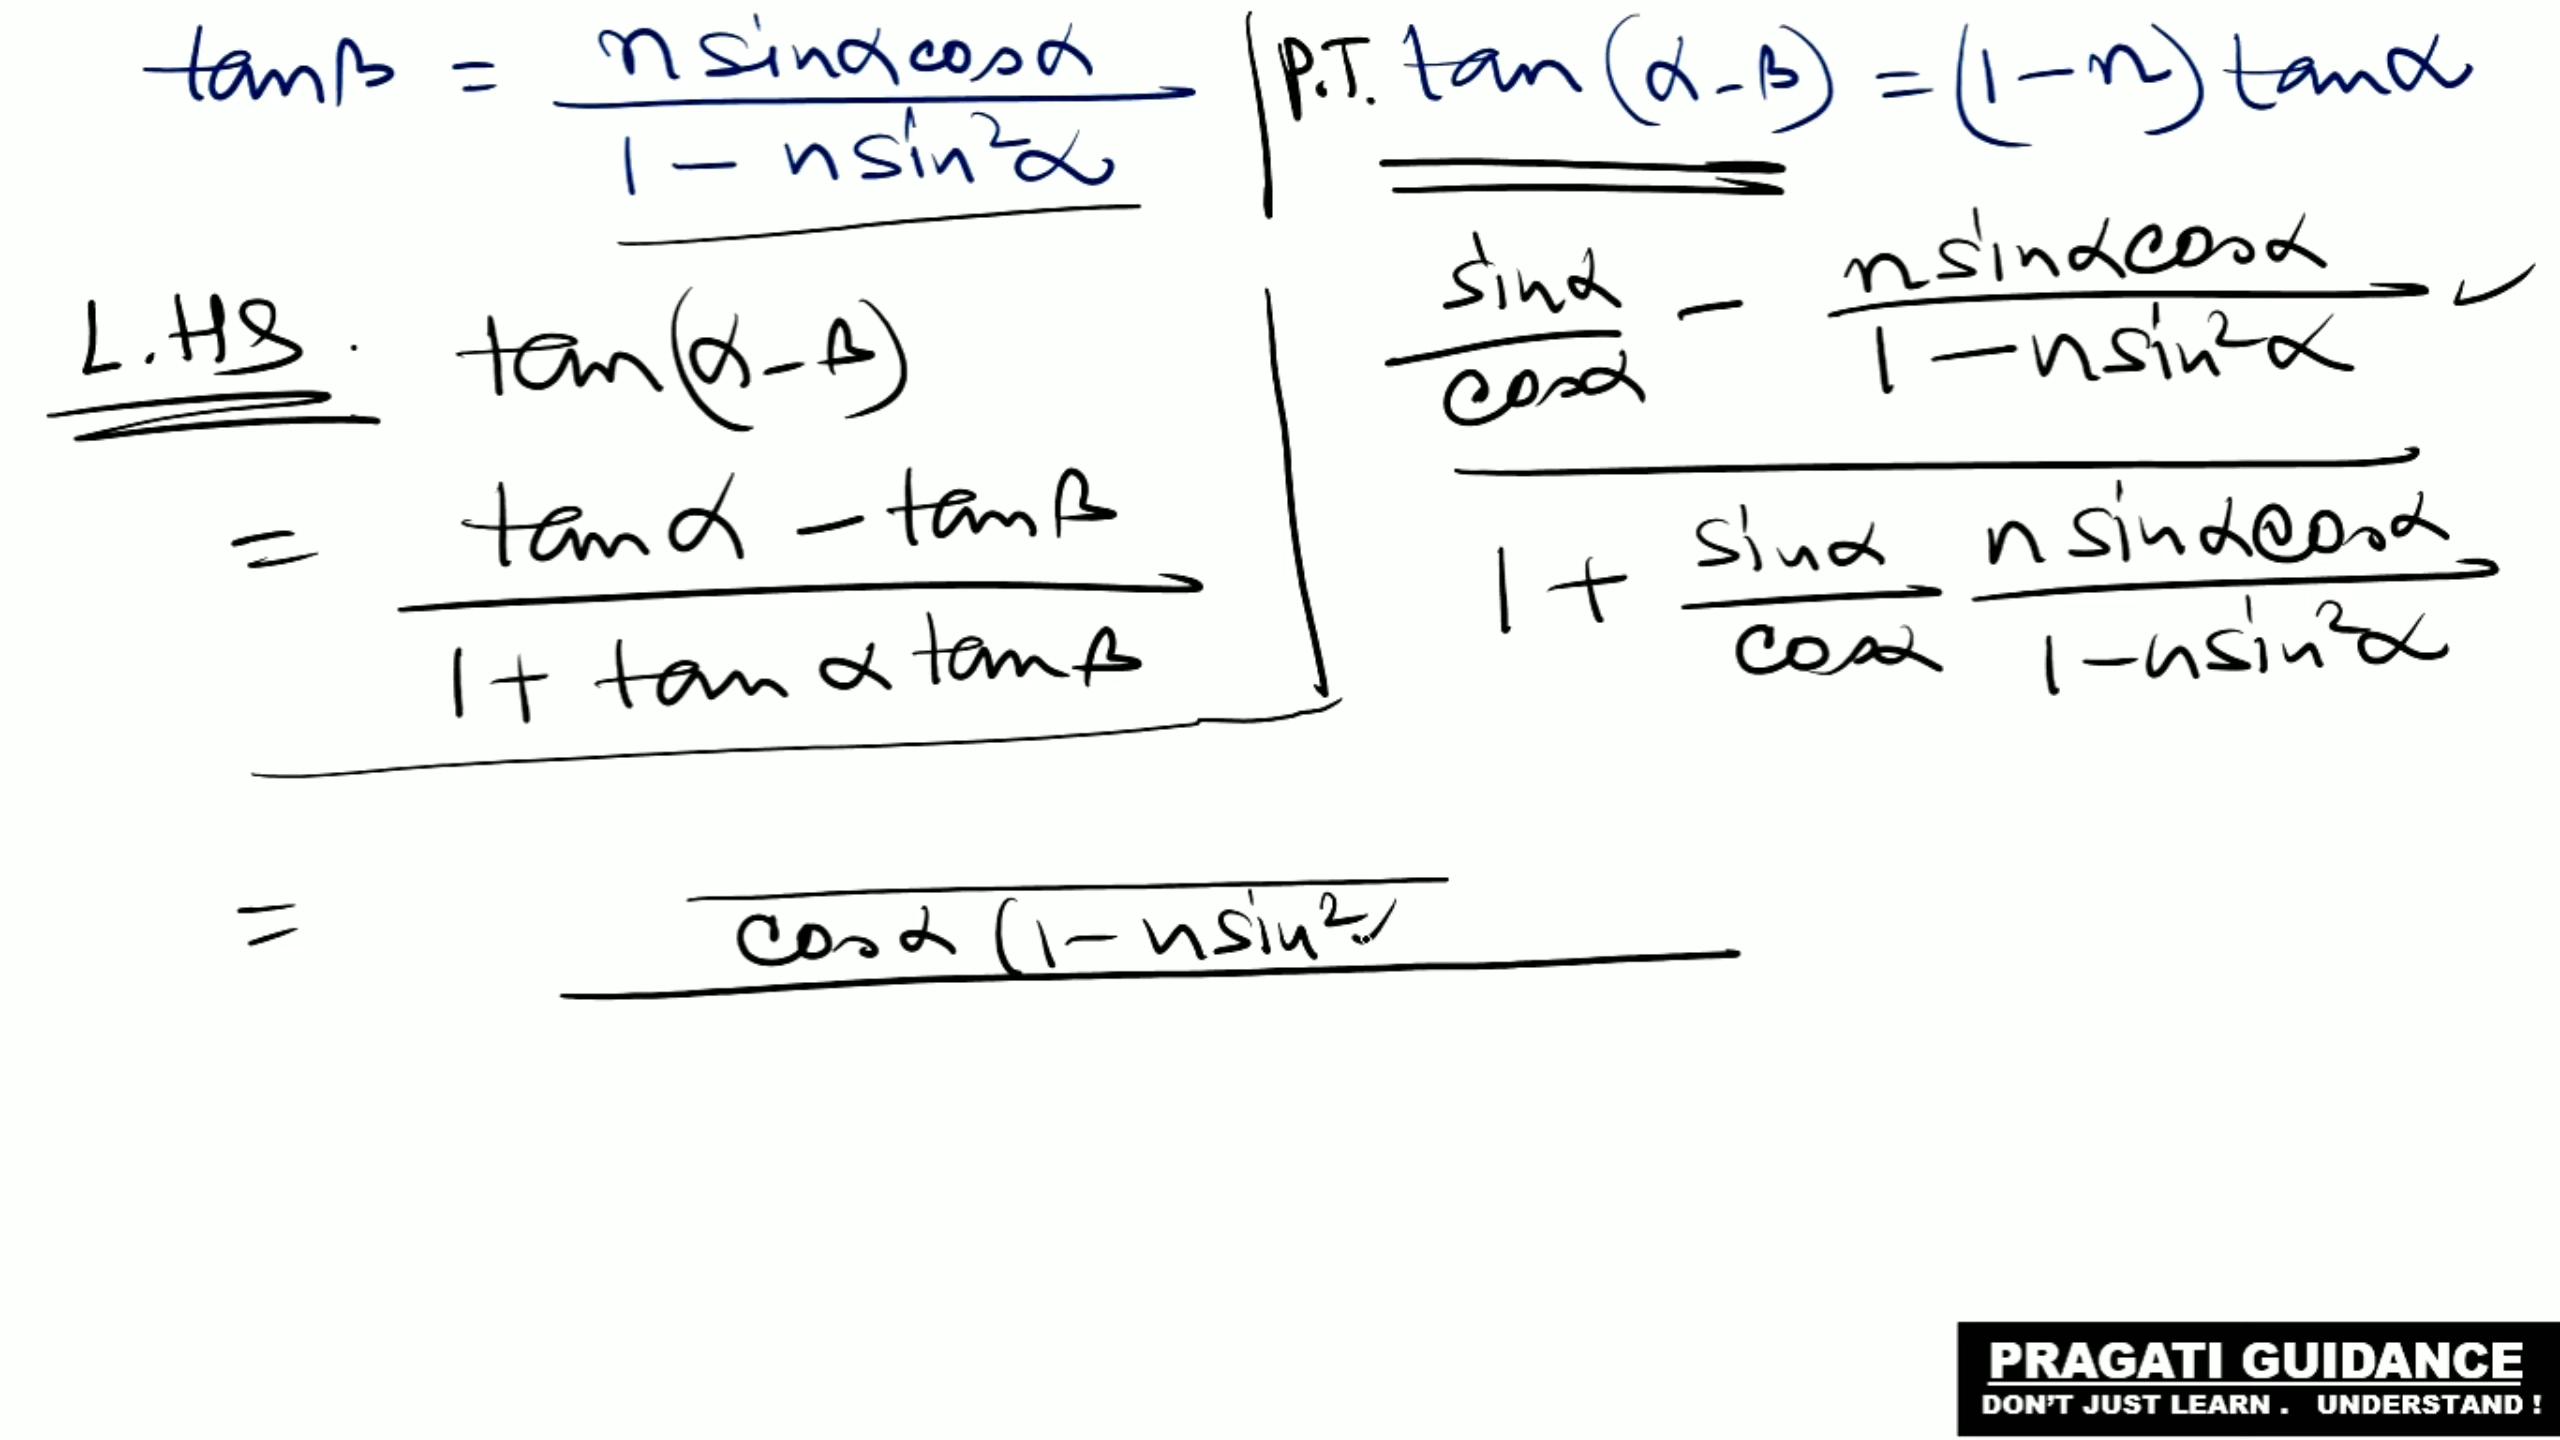 tanβ = n sinα cosα / 1 - n sin²α
P.T. tan(α-β) = (1-n) tanα
L.HS. tan(α-β)
= tanα - tanβ / 1 + tanα tanβ
sinα / cosα - n sinα cosα / 1 - n sin²α ✓
1 + sinα / cosα n sinα cosα / 1 - n sin²α
= cosα (1 - n sin²
PRAGATI GUIDANCE
DON'T JUST LEARN . UNDERSTAND !